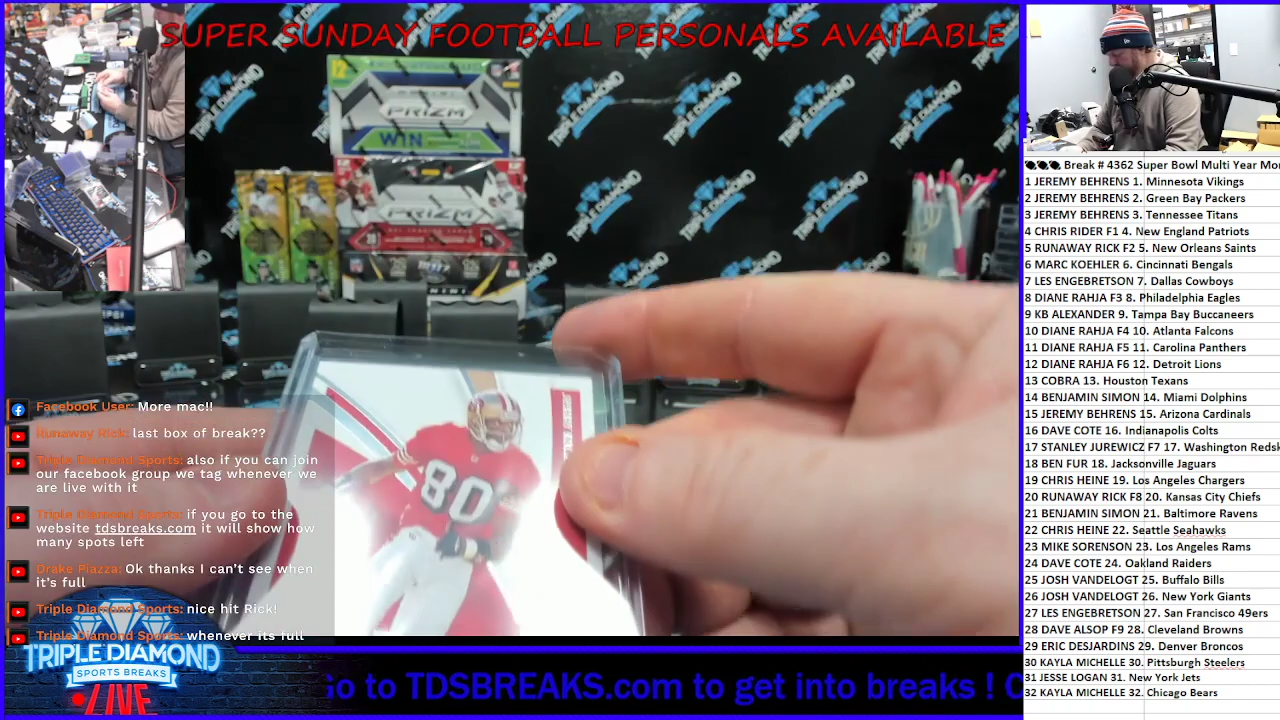 SUPER SUNDAY FOOTBALL PERSONALS AVAILABLE
PRIZM
WIN
PRIZM
TRIPLE DIAMOND
80
Facebook User: More mac!!
Runaway Rick: last box of break??
Triple Diamond Sports: also if you can join
our facebook group we tag whenever we
are live with it
Triple Diamond Sports: if you go to the
website tdsbreaks.com it will show how
many spots left
Drake Piazza: Ok thanks I can't see when
it's full
Triple Diamond Sports: nice hit Rick!
Triple Diamond Sports: whenever its full
TRIPLE DIAMOND
SPORTS BREAKS
LIVE
Go to TDSBREAKS.com to get into breaks !
Break # 4362 Super Bowl Multi Year
1 JEREMY BEHRENS 1. Minnesota Vikings
2 JEREMY BEHRENS 2. Green Bay Packers
3 JEREMY BEHRENS 3. Tennessee Titans
4 CHRIS RIDER F1 4. New England Patriots
5 RUNAWAY RICK F2 5. New Orleans Saints
6 MARC KOEHLER 6. Cincinnati Bengals
7 LES ENGEBRETSON 7. Dallas Cowboys
8 DIANE RAHJA F3 8. Philadelphia Eagles
9 KB ALEXANDER 9. Tampa Bay Buccaneers
10 DIANE RAHJA F4 10. Atlanta Falcons
11 DIANE RAHJA F5 11. Carolina Panthers
12 DIANE RAHJA F6 12. Detroit Lions
13 COBRA 13. Houston Texans
14 BENJAMIN SIMON 14. Miami Dolphins
15 JEREMY BEHRENS 15. Arizona Cardinals
16 DAVE COTE 16. Indianapolis Colts
17 STANLEY JUREWICZ F7 17. Washington Redsk
18 BEN FUR 18. Jacksonville Jaguars
19 CHRIS HEINE 19. Los Angeles Chargers
20 RUNAWAY RICK F8 20. Kansas City Chiefs
21 BENJAMIN SIMON 21. Baltimore Ravens
22 CHRIS HEINE 22. Seattle Seahawks
23 MIKE SORENSON 23. Los Angeles Rams
24 DAVE COTE 24. Oakland Raiders
25 JOSH VANDELOGT 25. Buffalo Bills
26 JOSH VANDELOGT 26. New York Giants
27 LES ENGEBRETSON 27. San Francisco 49ers
28 DAVE ALSOP F9 28. Cleveland Browns
29 ERIC 29. Denver Broncos
30 KAYLA MICHELLE 30. Pittsburgh Steelers
31 JESSE LOGAN 31. New York Jets
32 KAYLA MICHELLE 32. Chicago Bears